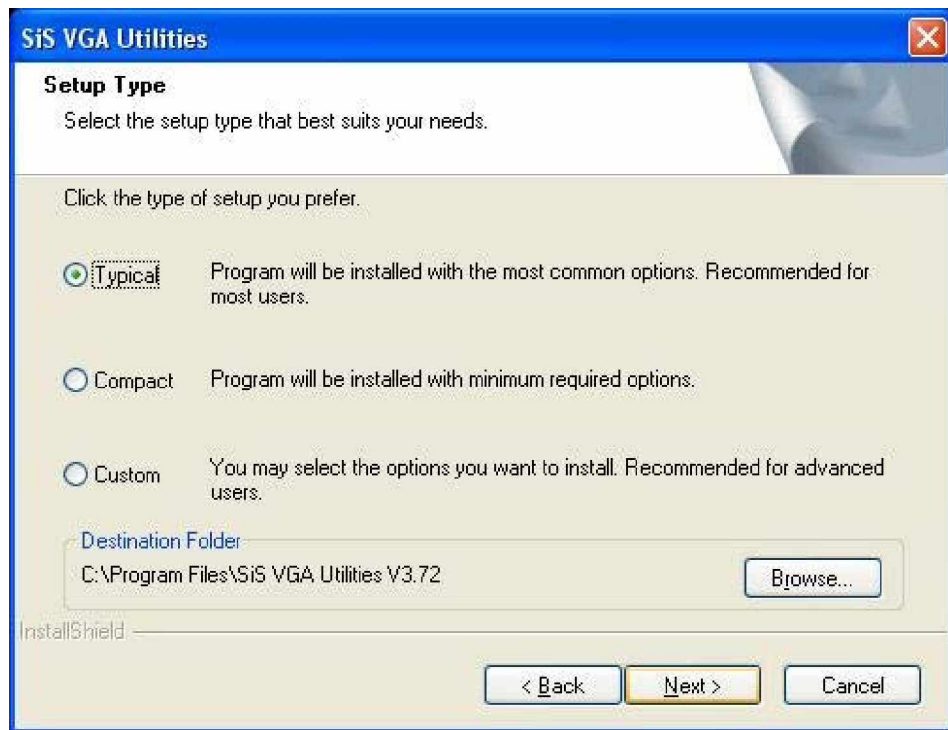 SiS VGA Utilities
Setup Type
Select the setup type that best suits your needs.
Click the type of setup you prefer.
Typical
Program will be installed with the most common options. Recommended for
most users.
Compact
Program will be installed with minimum required options.
Custom
You may select the options you want to install. Recommended for advanced
users.
Destination Folder
C:\Program Files\SiS VGA Utilities V3.72
Browse...
InstallShield
< Back
Next >
Cancel